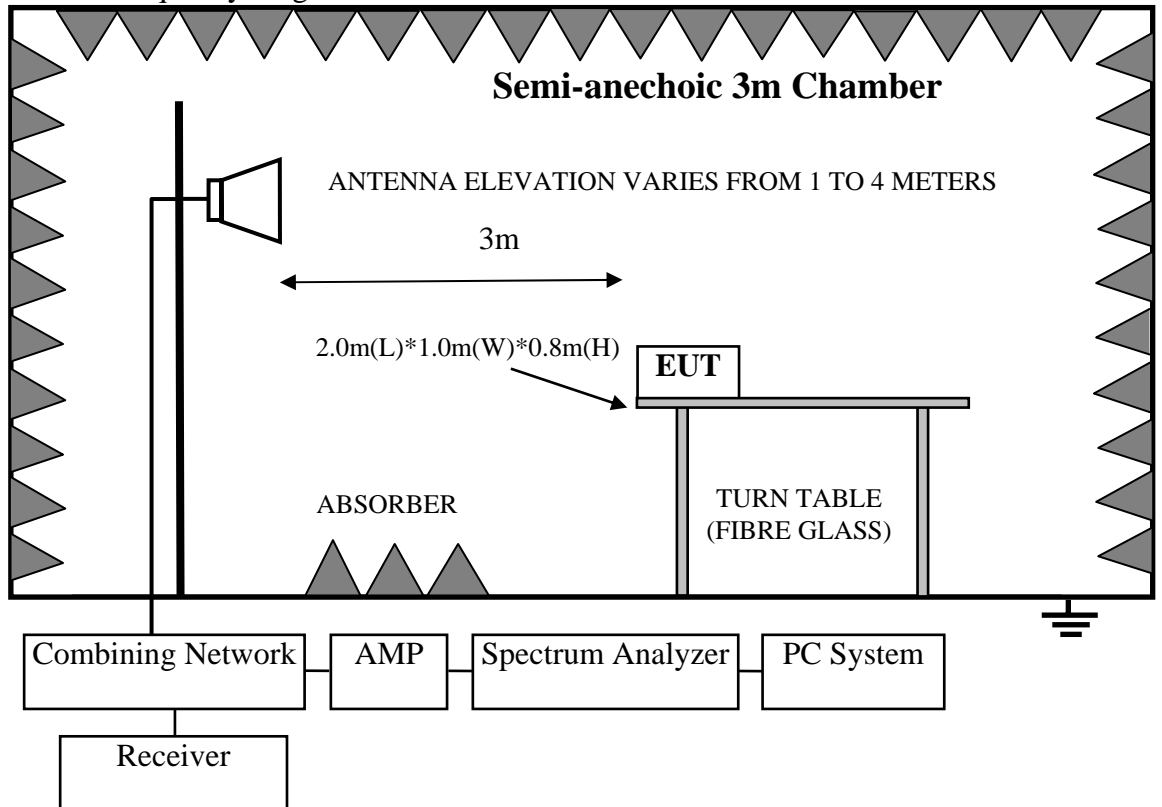 Semi-anechoic 3m Chamber
ANTENNA ELEVATION VARIES FROM 1 TO 4 METERS
3m
2.0m(L)*1.0m(W)*0.8m(H)
EUT
ABSORBER
TURN TABLE
(FIBRE GLASS)
Combining Network
AMP
Spectrum Analyzer
PC System
Receiver